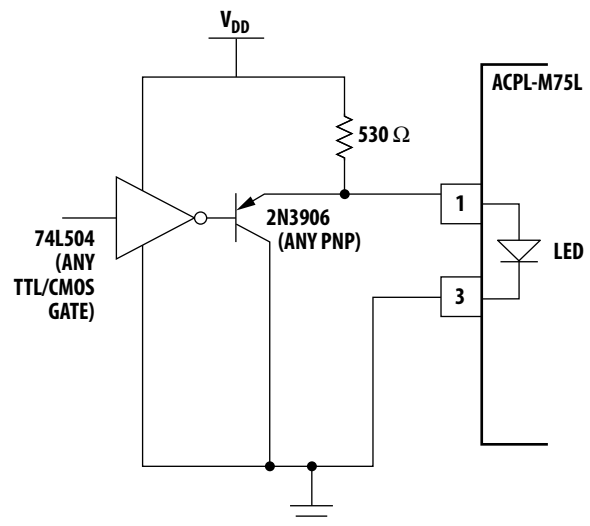 V_DD
ACPL-M75L
530 Ω
1
2N3906
(ANY PNP)
74L504
(ANY
TTL/CMOS
GATE)
LED
3